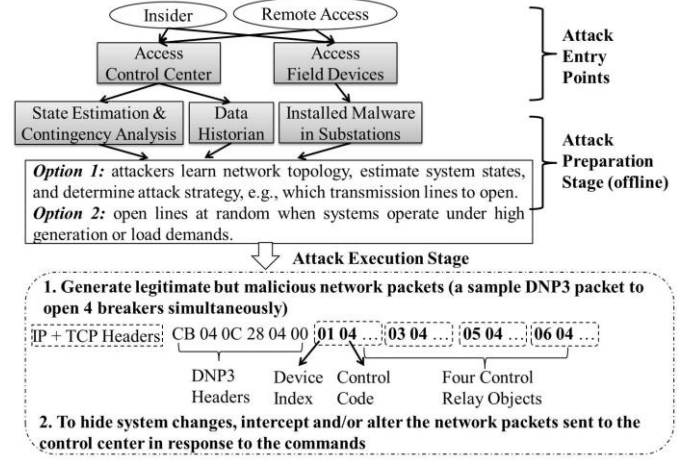 Insider
Remote Access
Access
Control Center
Access
Field Devices
Attack
Entry
Points
State Estimation &
Contingency Analysis
Data
Historian
Installed Malware
in Substations
Attack
Preparation
Stage (offline)
Option 1: attackers learn network topology, estimate system states,
and determine attack strategy, e.g., which transmission lines to open.
Option 2: open lines at random when systems operate under high
generation or load demands.
Attack Execution Stage
1. Generate legitimate but malicious network packets (a sample DNP3 packet to
open 4 breakers simultaneously)
IP + TCP Headers CB 04 0C 28 04 00 01 04 ... 03 04 ... 05 04 ... 06 04 ...
DNP3
Headers
Device
Index
Control
Code
Four Control
Relay Objects
2. To hide system changes, intercept and/or alter the network packets sent to the
control center in response to the commands